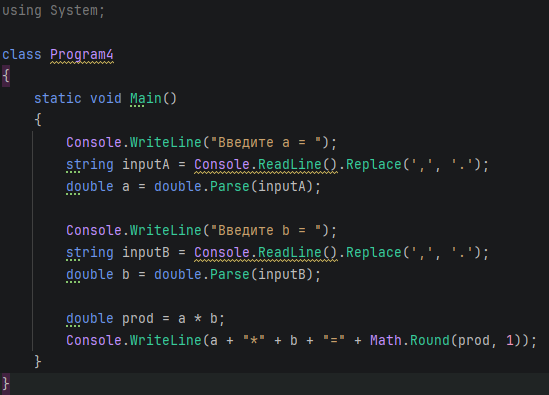 using System;
class Program4
{
static void Main()
{
Console.WriteLine("Введите a = ");
string inputA = Console.ReadLine().Replace(',', '.');
double a = double.Parse(inputA);
Console.WriteLine("Введите b = ");
string inputB = Console.ReadLine().Replace(',', '.');
double b = double.Parse(inputB);
double prod = a * b;
Console.WriteLine(a + "*" + b + "=" + Math.Round(prod, 1));
}
}